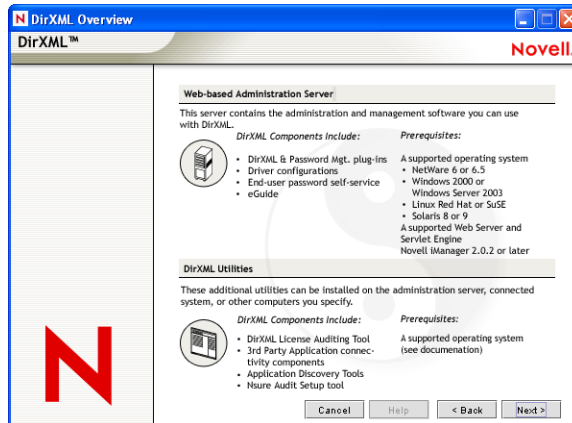 N DirXML Overview
DirXML™
Novell.
Web-based Administration Server
This server contains the administration and management software you can use
with DirXML.
DirXML Components Include:
• DirXML & Password Mgt. plug-ins
• Driver configurations
• End-user password self-service
• eGuide
Prerequisites:
A supported operating system
• NetWare 6 or 6.5
• Windows 2000 or
Windows Server 2003
• Linux Red Hat or SuSE
• Solaris 8 or 9
A supported Web Server and
Servlet Engine
Novell iManager 2.0.2 or later
DirXML Utilities
These additional utilities can be installed on the administration server, connected
system, or other computers you specify.
DirXML Components Include:
• DirXML License Auditing Tool
• 3rd Party Application connec-
tivity components
• Application Discovery Tools
• Nsure Audit Setup tool
Prerequisites:
A supported operating system
(see documenation)
N
Cancel
Help
< Back
Next >